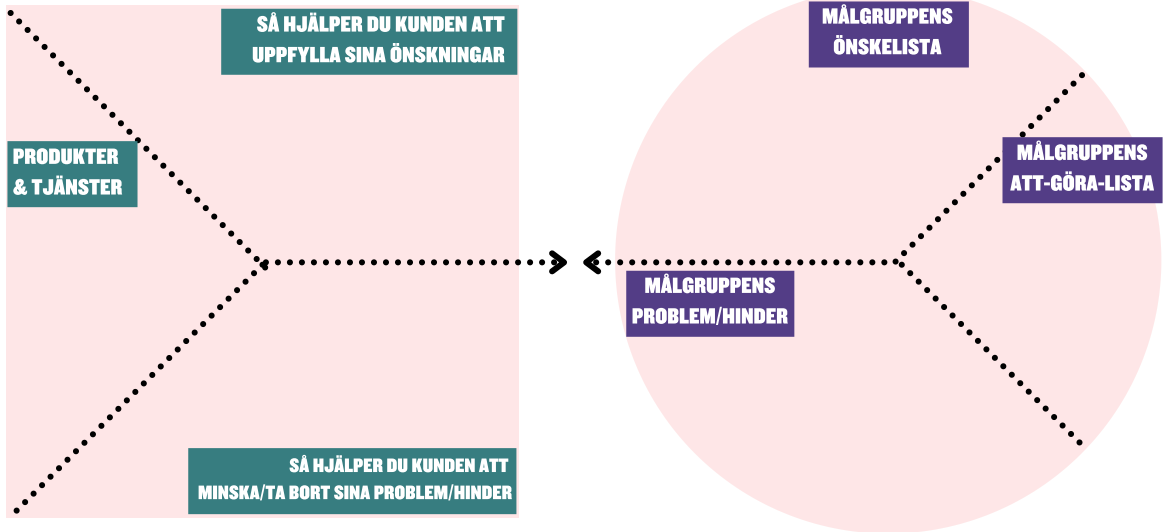 SÅ HJÄLPER DU KUNDEN ATT
UPPFYLLA SINA ÖNSKNINGAR
PRODUKTER
& TJÄNSTER
SÅ HJÄLPER DU KUNDEN ATT
MINSKA/TA BORT SINA PROBLEM/HINDER
MÅLGRUPPENS
ÖNSKELISTA
MÅLGRUPPENS
ATT-GÖRA-LISTA
MÅLGRUPPENS
PROBLEM/HINDER